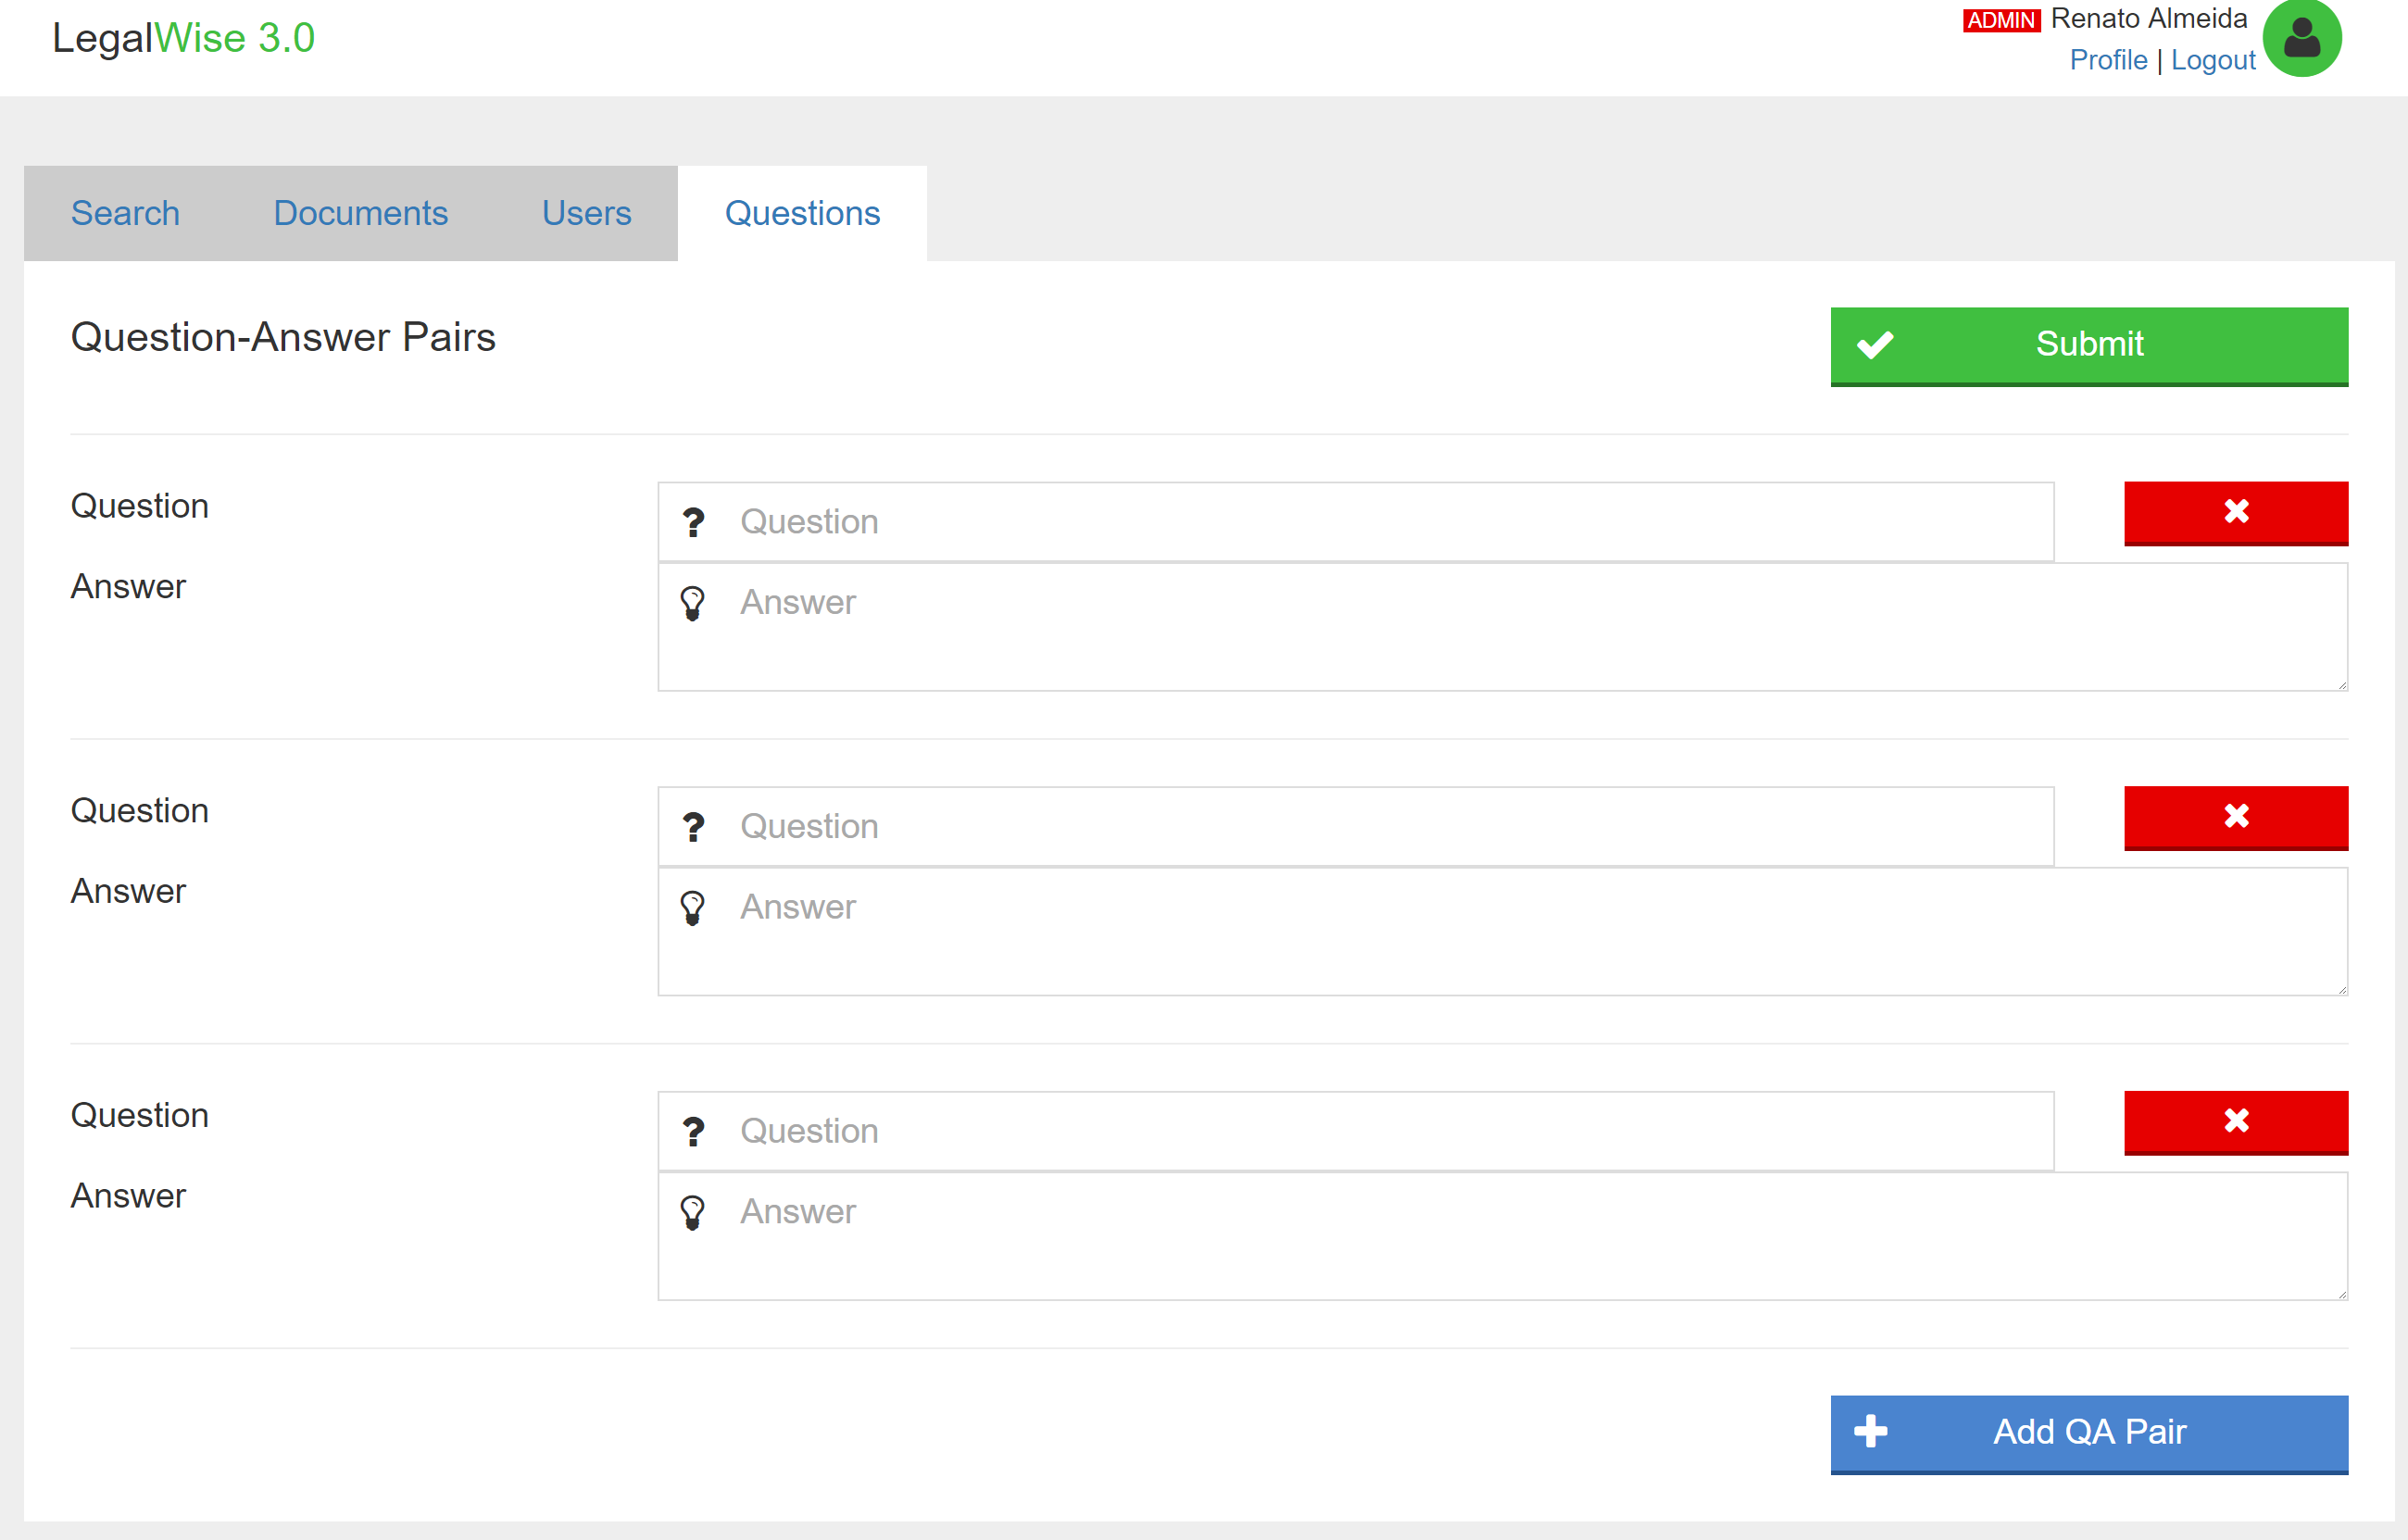 LegalWise 3.0
ADMIN Renato Almeida
Profile | Logout
Search Documents Users Questions
Question-Answer Pairs
Submit
Question
Question
Answer
Answer
Question
Question
Answer
Answer
Question
Question
Answer
Answer
Add QA Pair